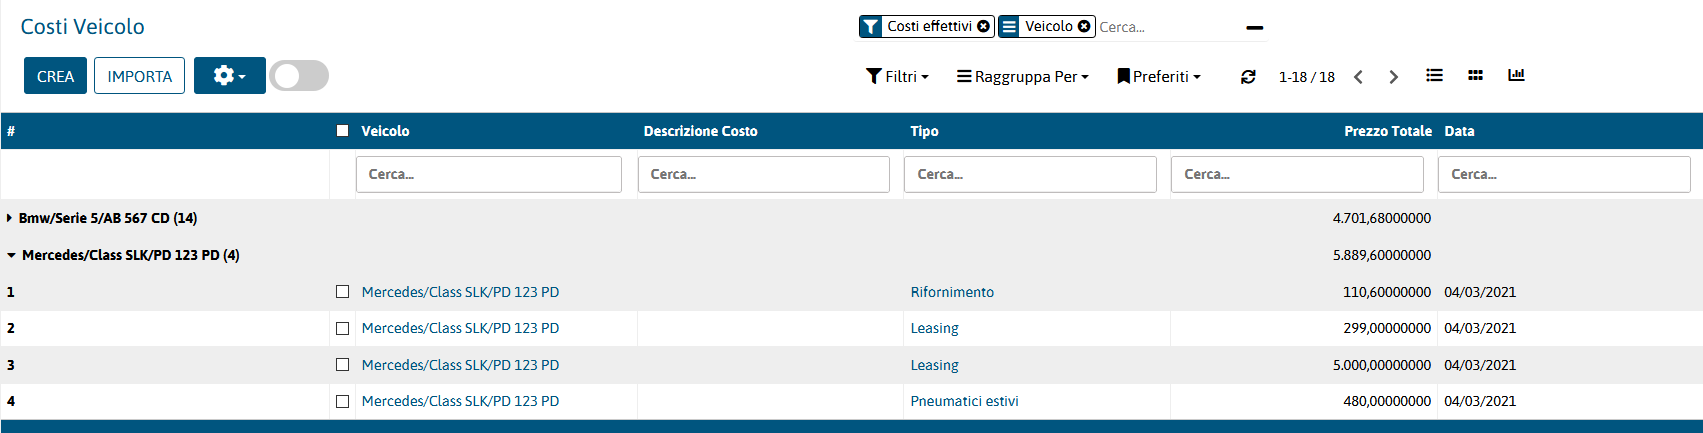 Costi Veicolo
Costi effettivi Veicolo Cerca...
CREA IMPORTA Filtri Raggruppa Per Preferiti 1-18 / 18
# Veicolo Descrizione Costo Tipo Prezzo Totale Data
Cerca... Cerca... Cerca... Cerca... Cerca...
Bmw/Serie 5/AB 567 CD (14) 4.701,68000000
Mercedes/Class SLK/PD 123 PD (4) 5.889,60000000
1 Mercedes/Class SLK/PD 123 PD Rifornimento 110,60000000 04/03/2021
2 Mercedes/Class SLK/PD 123 PD Leasing 299,00000000 04/03/2021
3 Mercedes/Class SLK/PD 123 PD Leasing 5.000,00000000 04/03/2021
4 Mercedes/Class SLK/PD 123 PD Pneumatici estivi 480,00000000 04/03/2021